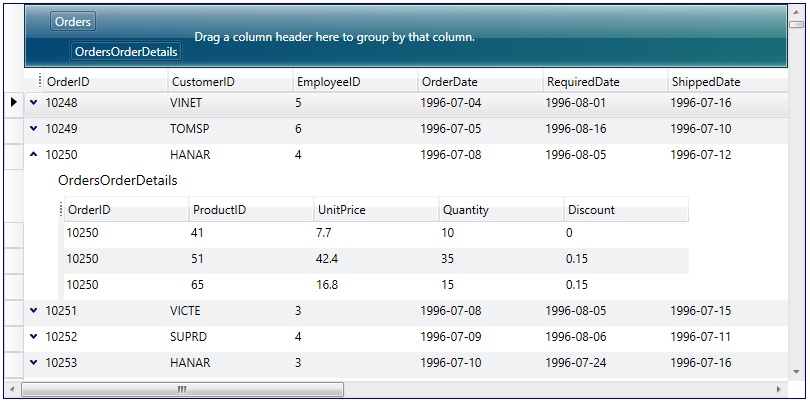 Orders
Drag a column header here to group by that column.
OrdersOrderDetails
OrderID CustomerID EmployeeID OrderDate RequiredDate ShippedDate
10248 VINET 5 1996-07-04 1996-08-01 1996-07-16
10249 TOMSP 6 1996-07-05 1996-08-16 1996-07-10
10250 HANAR 4 1996-07-08 1996-08-05 1996-07-12
OrdersOrderDetails
OrderID ProductID UnitPrice Quantity Discount
10250 41 7.7 10 0
10250 51 42.4 35 0.15
10250 65 16.8 15 0.15
10251 VICTE 3 1996-07-08 1996-08-05 1996-07-15
10252 SUPRD 4 1996-07-09 1996-08-06 1996-07-11
10253 HANAR 3 1996-07-10 1996-07-24 1996-07-16